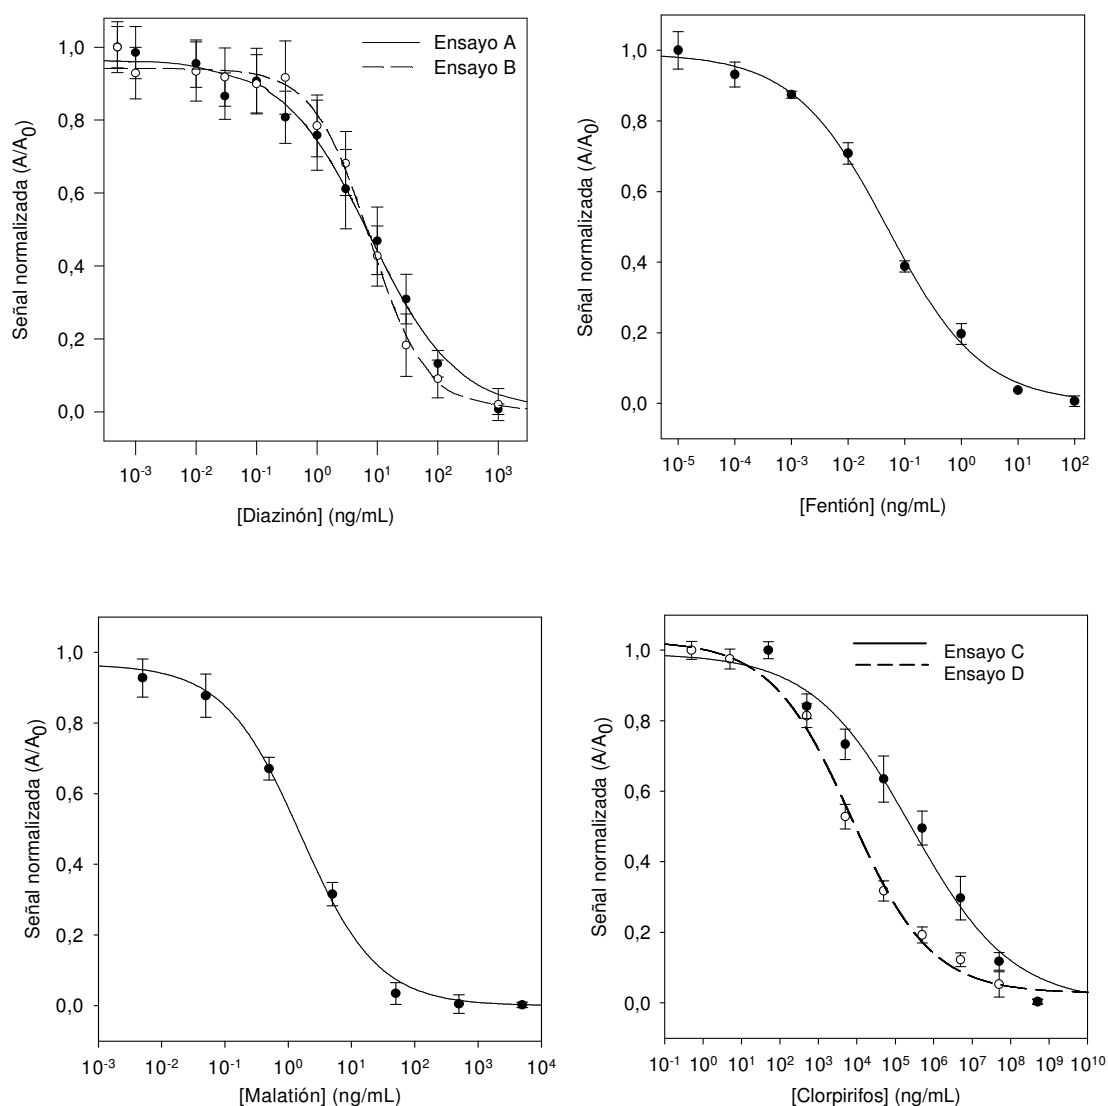 Ensayo A
Ensayo B
Señal normalizada (A/A0)
1,0
0,8
0,6
0,4
0,2
0,0
10-3 10-2 10-1 100 101 102 103
[Diazinón] (ng/mL)
Señal normalizada (A/A0)
1,0
0,8
0,6
0,4
0,2
0,0
10-5 10-4 10-3 10-2 10-1 100 101 102
[Fentión] (ng/mL)
Señal normalizada (A/A0)
1,0
0,8
0,6
0,4
0,2
0,0
10-3 10-2 10-1 100 101 102 103 104
[Malatión] (ng/mL)
Ensayo C
Ensayo D
Señal normalizada (A/A0)
1,0
0,8
0,6
0,4
0,2
0,0
10-1 100 101 102 103 104 105 106 107 108 109 1010
[Clorpirifos] (ng/mL)